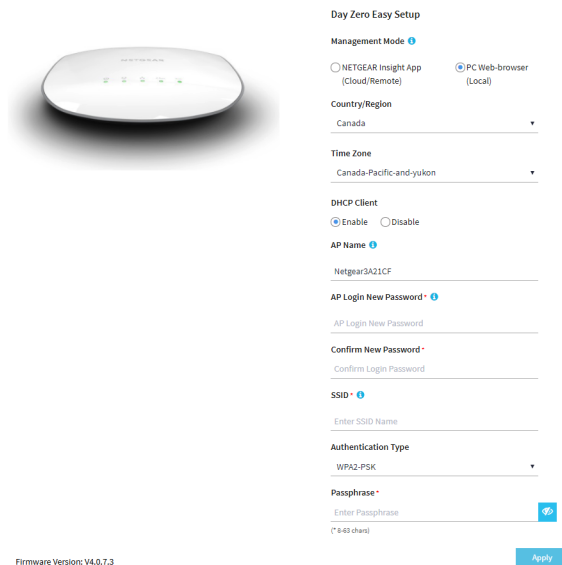 NETGEAR
Day Zero Easy Setup
Management Mode
NETGEAR Insight App
(Cloud/Remote)
PC Web-browser
(Local)
Country/Region
Canada
Time Zone
Canada-Pacific-and-yukon
DHCP Client
Enable
Disable
AP Name
Netgear3A21CF
AP Login New Password *
AP Login New Password
Confirm New Password *
Confirm Login Password
SSID *
Enter SSID Name
Authentication Type
WPA2-PSK
Passphrase *
Enter Passphrase
(* 8-63 chars)
Firmware Version: V4.0.7.3
Apply